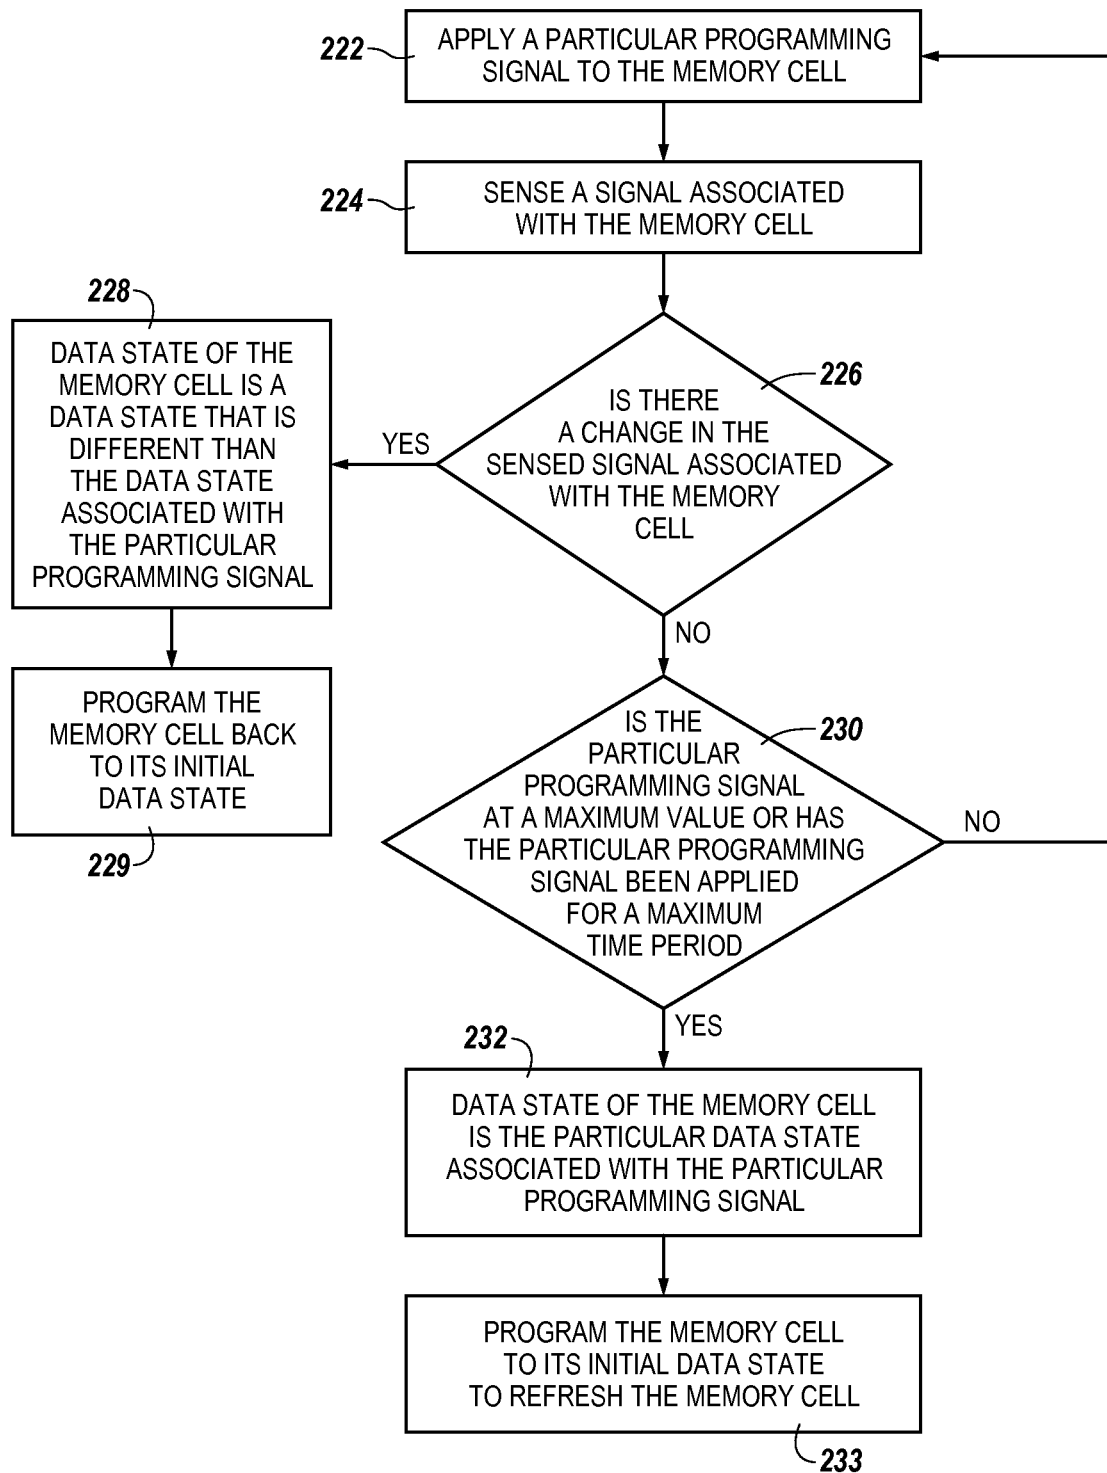 222
APPLY A PARTICULAR PROGRAMMING
SIGNAL TO THE MEMORY CELL
224
SENSE A SIGNAL ASSOCIATED
WITH THE MEMORY CELL
228
DATA STATE OF THE
MEMORY CELL IS A
DATA STATE THAT IS
DIFFERENT THAN
THE DATA STATE
ASSOCIATED WITH
THE PARTICULAR
PROGRAMMING SIGNAL
YES
226
IS THERE
A CHANGE IN THE
SENSED SIGNAL ASSOCIATED
WITH THE MEMORY
CELL
NO
PROGRAM THE
MEMORY CELL BACK
TO ITS INITIAL
DATA STATE
229
230
IS THE
PARTICULAR
PROGRAMMING SIGNAL
AT A MAXIMUM VALUE OR HAS
THE PARTICULAR PROGRAMMING
SIGNAL BEEN APPLIED
FOR A MAXIMUM
TIME PERIOD
NO
YES
232
DATA STATE OF THE MEMORY CELL
IS THE PARTICULAR DATA STATE
ASSOCIATED WITH THE PARTICULAR
PROGRAMMING SIGNAL
PROGRAM THE MEMORY CELL
TO ITS INITIAL DATA STATE
TO REFRESH THE MEMORY CELL
233